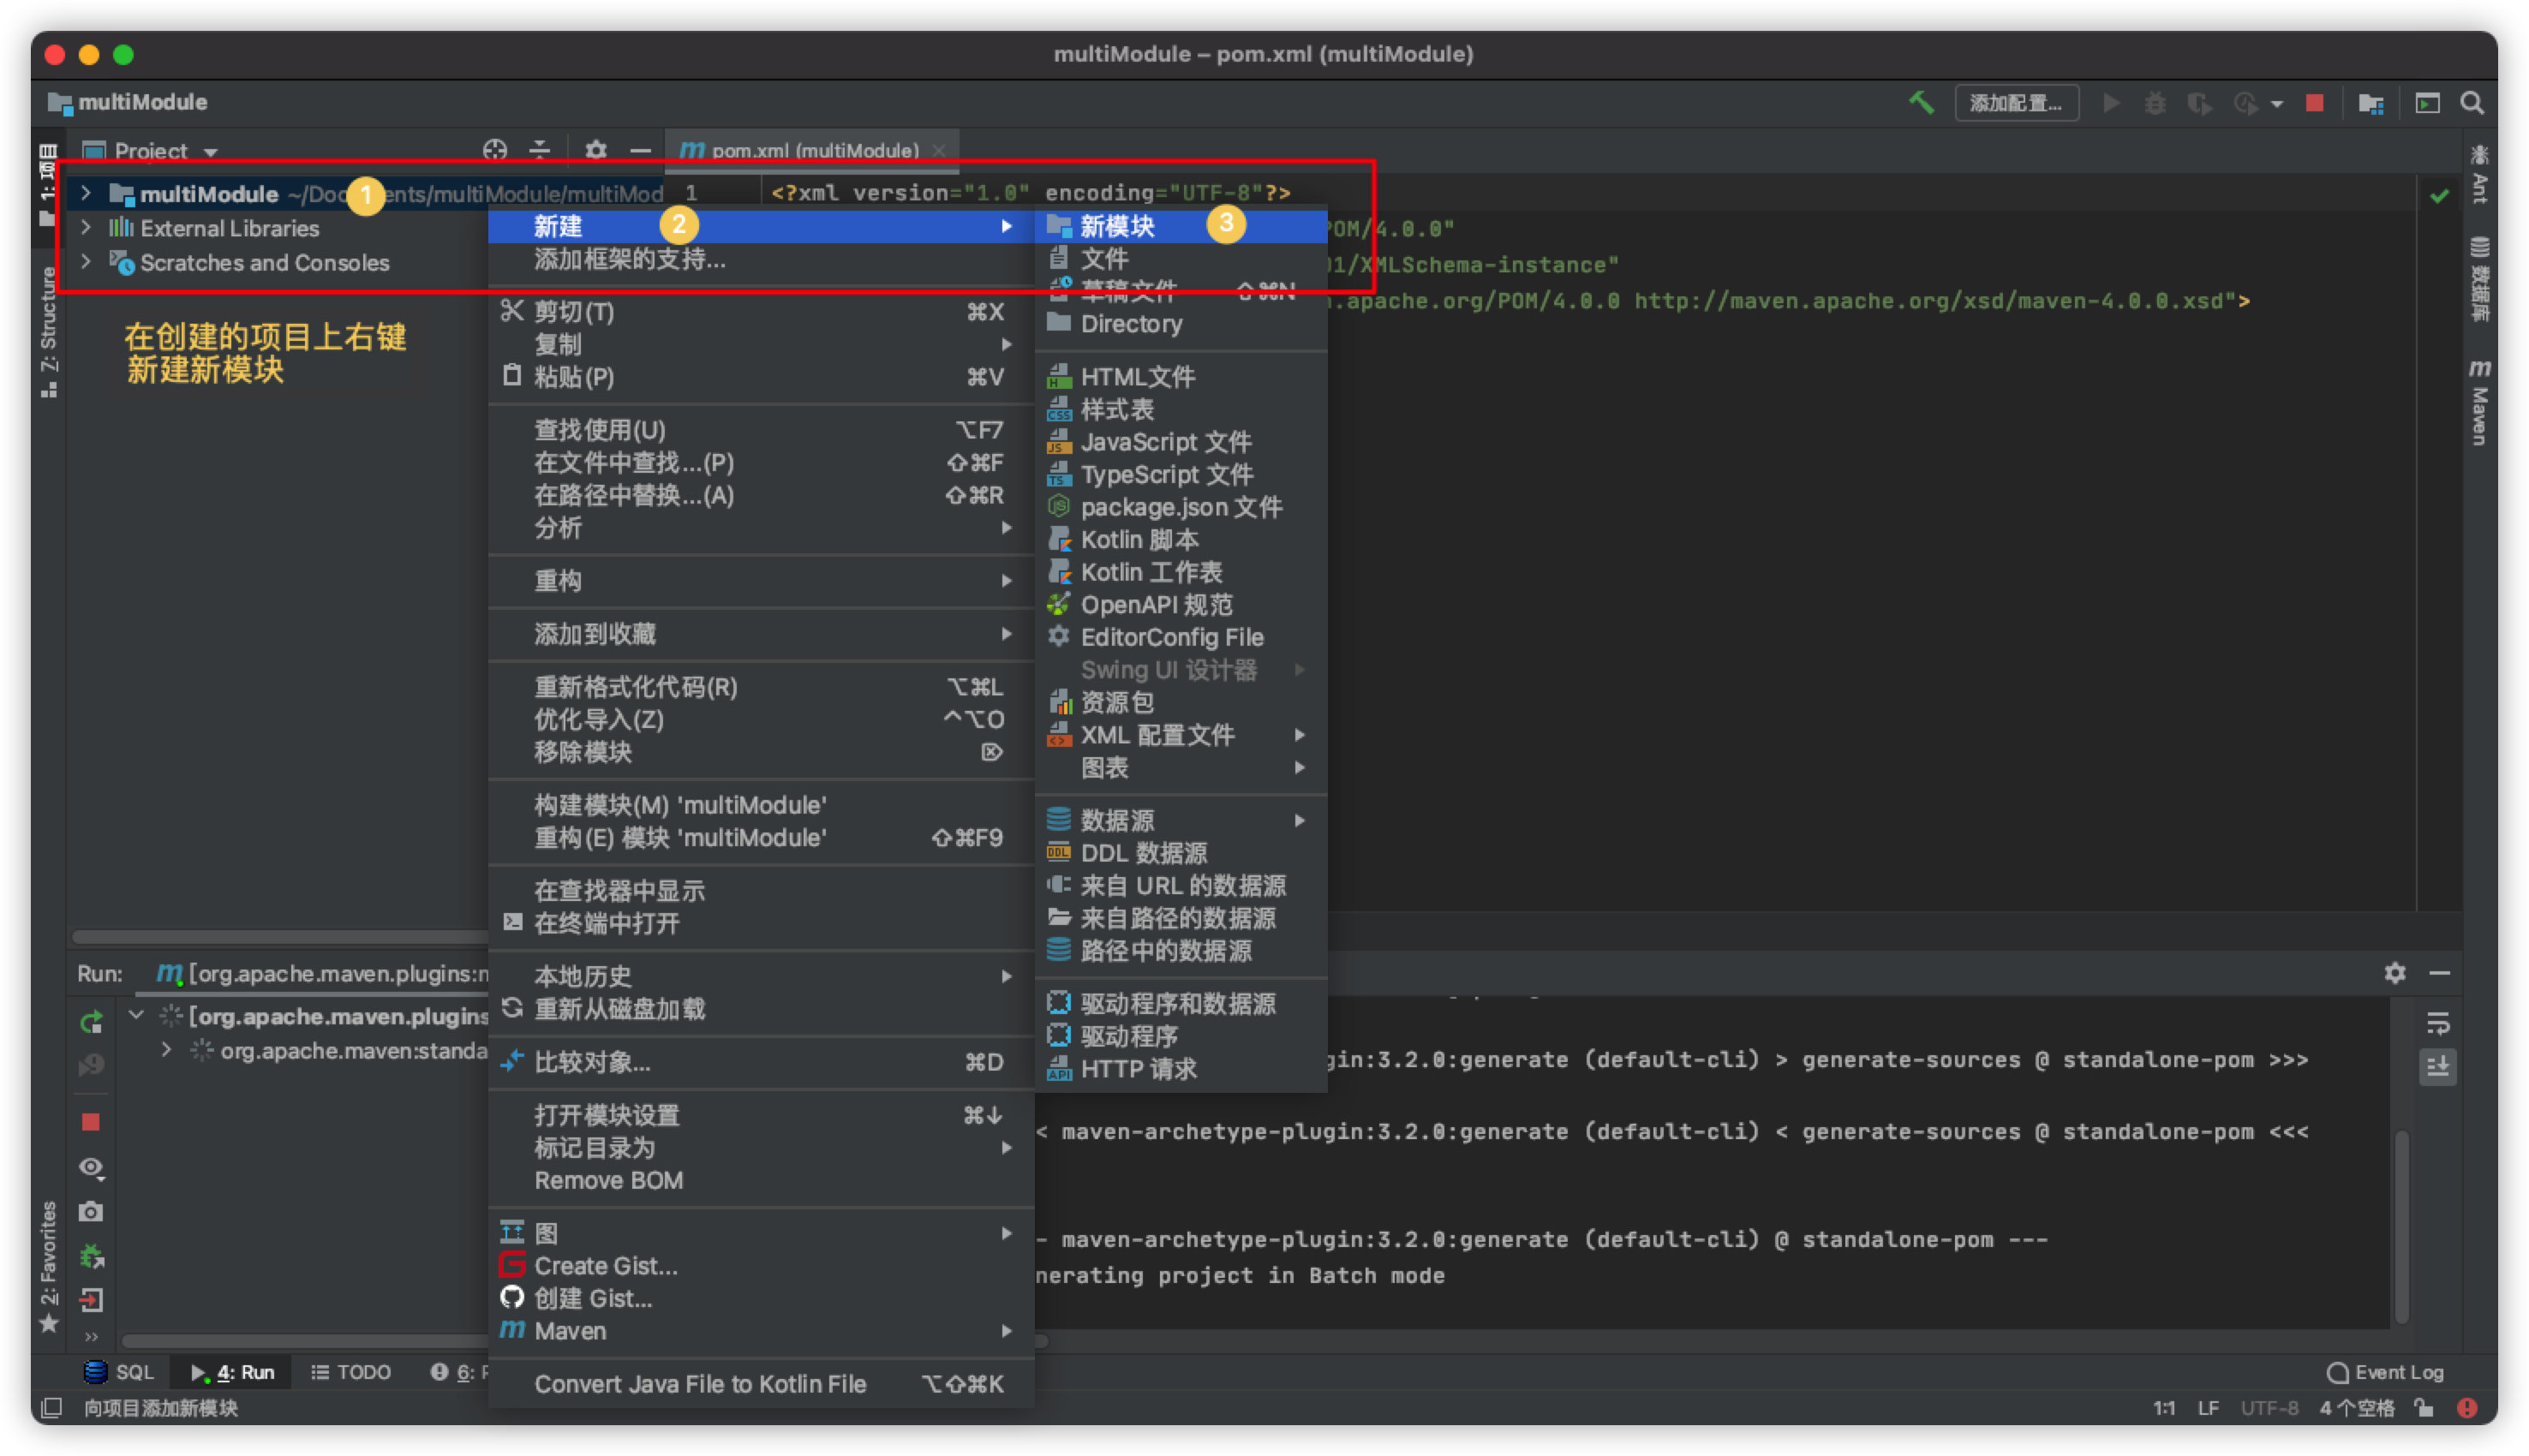 multiModule – pom.xml (multiModule)
multiModule
添加配置...
1: 项目
Project
pom.xml (multiModule)
multiModule ~/Doc
ents/multiModule/multiMod
1
External Libraries
Scratches and Consoles
1 <?xml version="1.0" encoding="UTF-8"?>
POM/4.0.0"
01/XMLSchema-instance"
n.apache.org/POM/4.0.0 http://maven.apache.org/xsd/maven-4.0.0.xsd">
在创建的项目上右键
新建新模块
Z: Structure
2: Favorites
新建 2
添加框架的支持...
剪切(T) ⌘X
复制
粘贴(P) ⌘V
查找使用(U) ⌥F7
在文件中查找...(P) ⇧⌘F
在路径中替换...(A) ⇧⌘R
分析
重构
添加到收藏
重新格式化代码(R) ⌥⌘L
优化导入(Z) ^⌥O
移除模块 ⌦
构建模块(M) 'multiModule'
重构(E) 模块 'multiModule' ⇧⌘F9
在查找器中显示
在终端中打开
本地历史
重新从磁盘加载
比较对象... ⌘D
打开模块设置 ⌘↓
标记目录为
Remove BOM
图
Create Gist...
创建 Gist...
Maven
Convert Java File to Kotlin File ⌥⇧⌘K
新模块 3
文件
草稿文件 ⇧⌘N
Directory
HTML文件
样式表
JavaScript 文件
TypeScript 文件
package.json 文件
Kotlin 脚本
Kotlin 工作表
OpenAPI 规范
EditorConfig File
Swing UI 设计器
资源包
XML 配置文件
图表
数据源
DDL 数据源
来自 URL 的数据源
来自路径的数据源
路径中的数据源
驱动程序和数据源
驱动程序
HTTP 请求
Ant
数据库
Maven
Run: [org.apache.maven.plugins:
[org.apache.maven.plugins
org.apache.maven:standa
gin:3.2.0:generate (default-cli) > generate-sources @ standalone-pom >>>
< maven-archetype-plugin:3.2.0:generate (default-cli) < generate-sources @ standalone-pom <<<
- maven-archetype-plugin:3.2.0:generate (default-cli) @ standalone-pom ---
nerating project in Batch mode
SQL
4: Run
TODO
6:
Event Log
向项目添加新模块
1:1 LF UTF-8 4 个空格